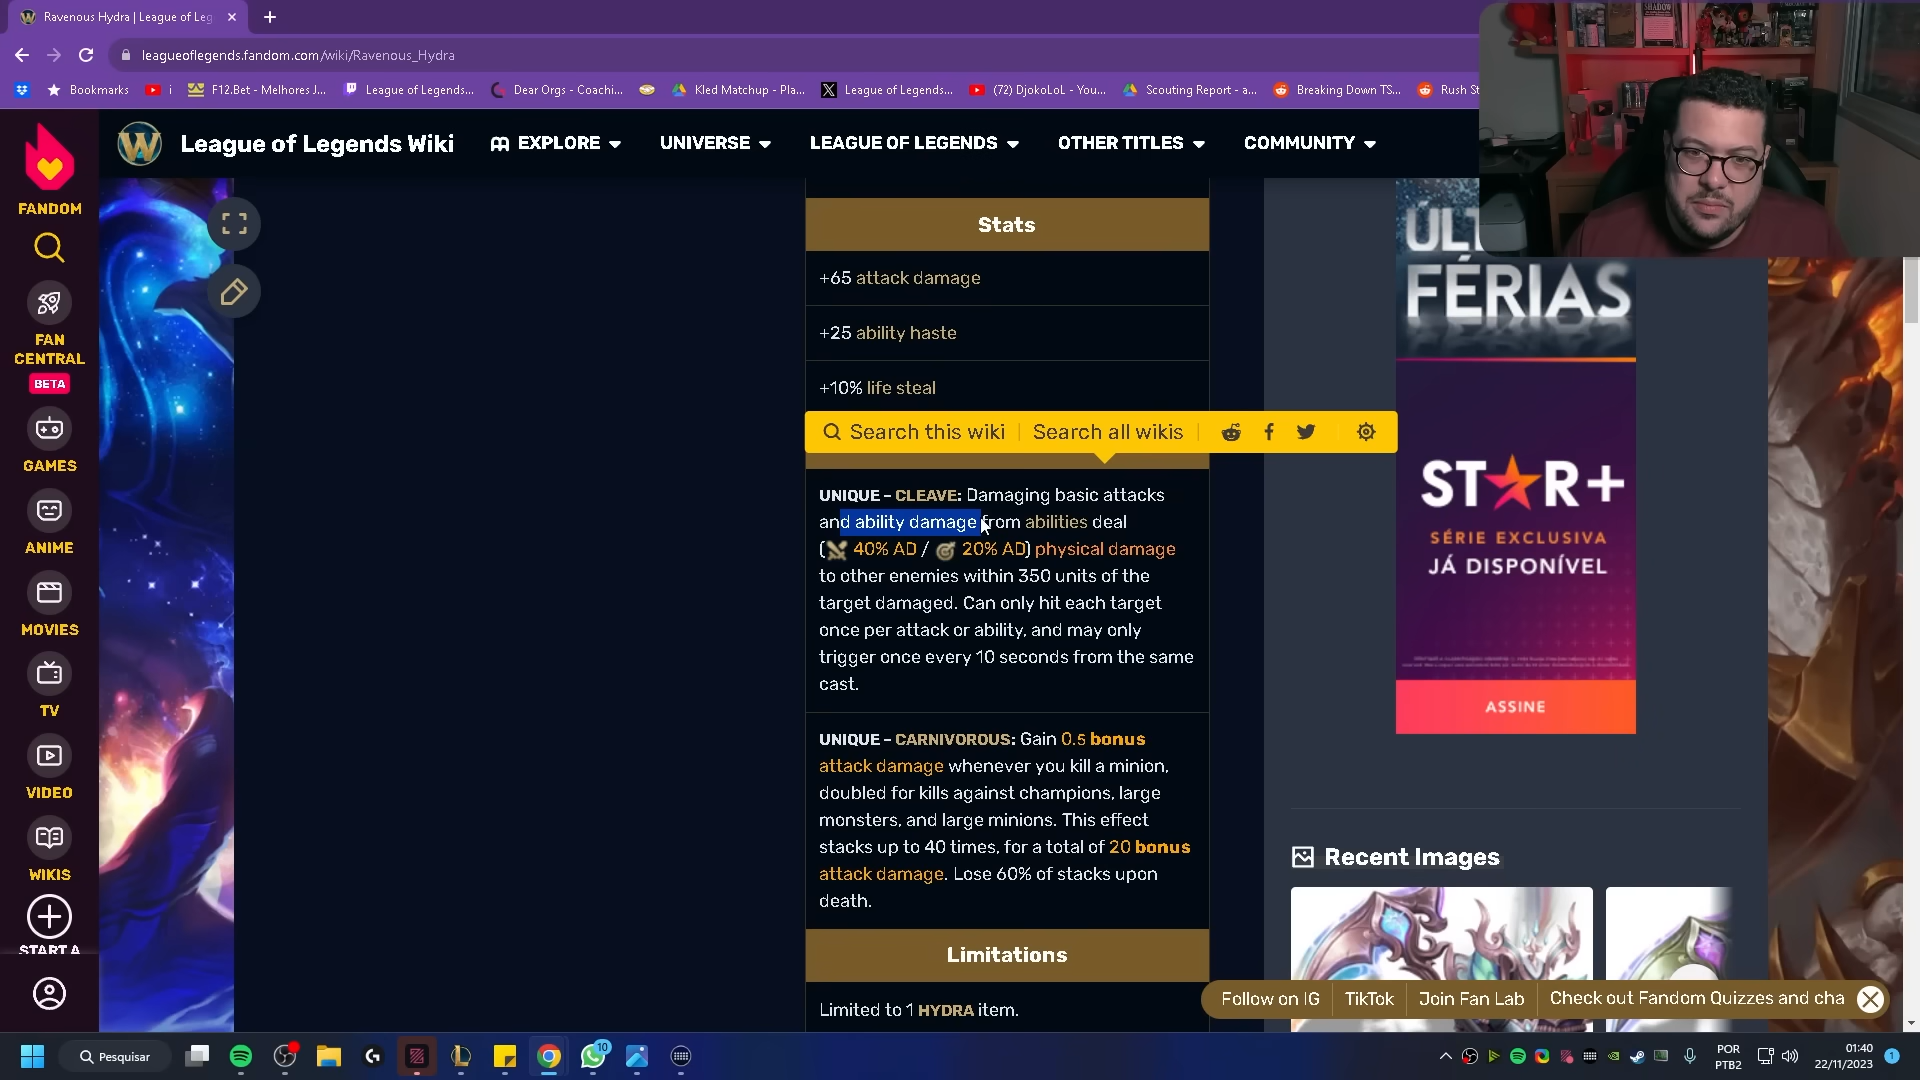 Ravenous Hydra | League of Leg
leagueoflegends.fandom.com/wiki/Ravenous_Hydra
Bookmarks
i
F12.Bet - Melhores J...
League of Legends...
Dear Orgs - Coachi...
Kled Matchup - Pla...
League of Legends...
(72) DjokoLoL - You...
Scouting Report - a...
Breaking Down TS...
Rush St
League of Legends Wiki
EXPLORE
UNIVERSE
LEAGUE OF LEGENDS
OTHER TITLES
COMMUNITY
FANDOM
FAN
CENTRAL
BETA
GAMES
ANIME
MOVIES
TV
VIDEO
WIKIS
START A
Stats
+65 attack damage
+25 ability haste
+10% life steal
Search this wiki
Search all wikis
UNIQUE – CLEAVE: Damaging basic attacks
and ability damage from abilities deal
(40% AD / 20% AD) physical damage
to other enemies within 350 units of the
target damaged. Can only hit each target
once per attack or ability, and may only
trigger once every 10 seconds from the same
cast.
UNIQUE – CARNIVOROUS: Gain 0.5 bonus
attack damage whenever you kill a minion,
doubled for kills against champions, large
monsters, and large minions. This effect
stacks up to 40 times, for a total of 20 bonus
attack damage. Lose 60% of stacks upon
death.
Limitations
Limited to 1 HYDRA item.
FÉRIAS
STAR+
SÉRIE EXCLUSIVA
JÁ DISPONÍVEL
ASSINE
Recent Images
Follow on IG
TikTok
Join Fan Lab
Check out Fandom Quizzes and cha
Pesquisar
10
POR
PTB2
01:40
22/11/2023
1